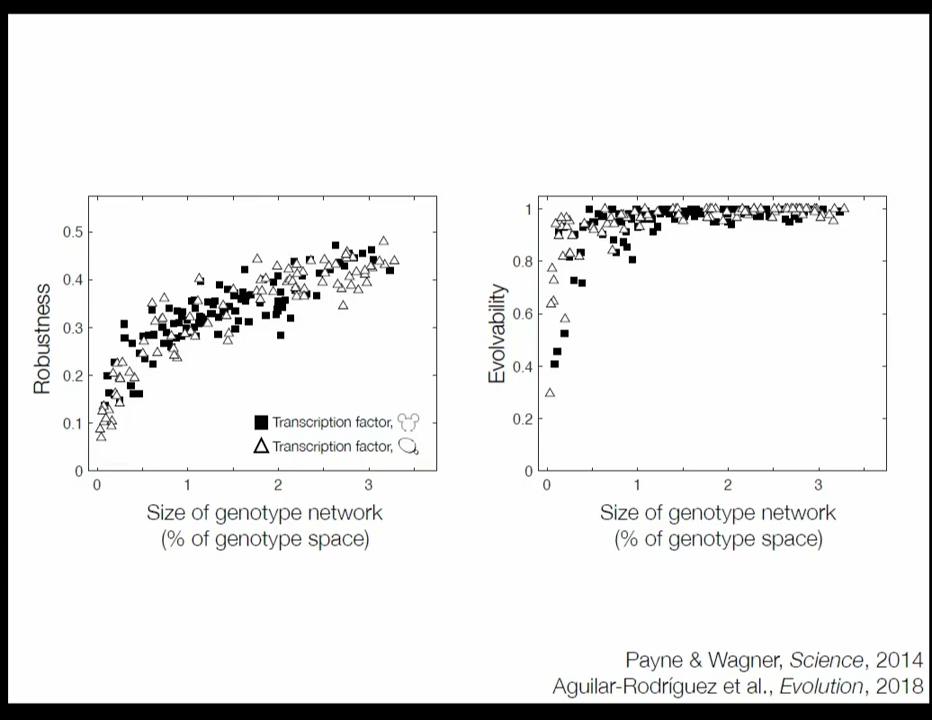 Robustness
0.5
0.4
0.3
0.2
0.1
0
0 1 2 3
Transcription factor,
Transcription factor,
Size of genotype network
(% of genotype space)
Evolvability
1
0.8
0.6
0.4
0.2
0
0 1 2 3
Size of genotype network
(% of genotype space)
Payne & Wagner, Science, 2014
Aguilar-Rodríguez et al., Evolution, 2018